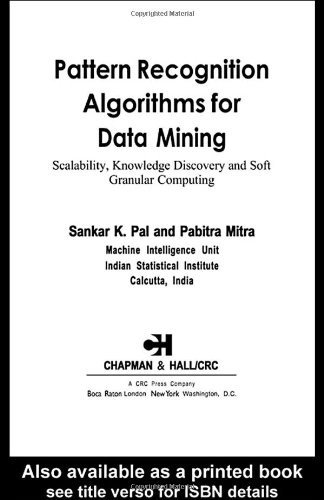 Pattern Recognition
Algorithms for
Data Mining
Scalability, Knowledge Discovery and Soft
Granular Computing
Sankar K. Pal and Pabitra Mitra
Machine Intelligence Unit
Indian Statistical Institute
Calcutta, India
CH
CHAPMAN & HALL/CRC
A CRC Press Company
Boca Raton London New York Washington, D.C.
Also available as a printed book
see title verso for ISBN details